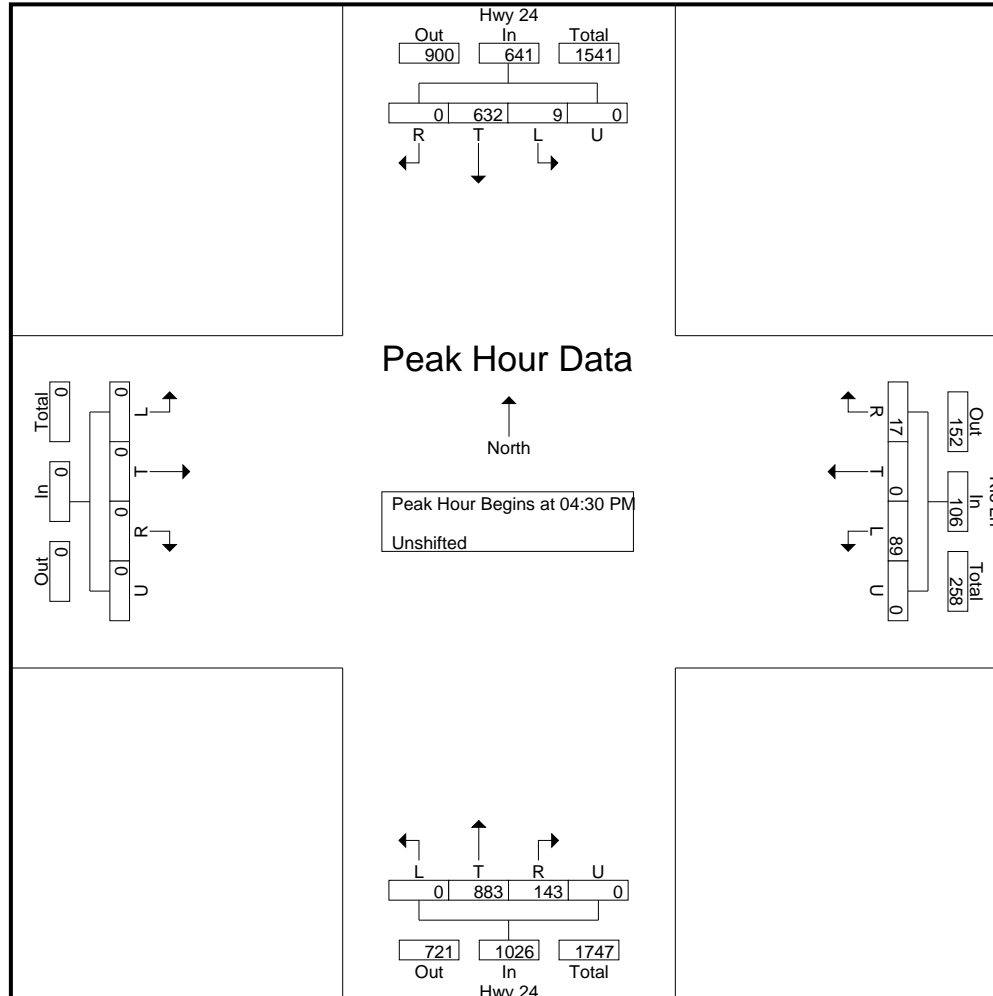 Hwy 24
Out In Total
900 641 1541
0 632 9 0
R T L U
Peak Hour Data
North
Peak Hour Begins at 04:30 PM
Unshifted
Total In Out
0 0 0
0 0 0 0
L T R U
R T L U
17 0 89 0
Out In Total
152 106 258
L T R U
0 883 143 0
721 1026 1747
Out In Total
Hwy 24